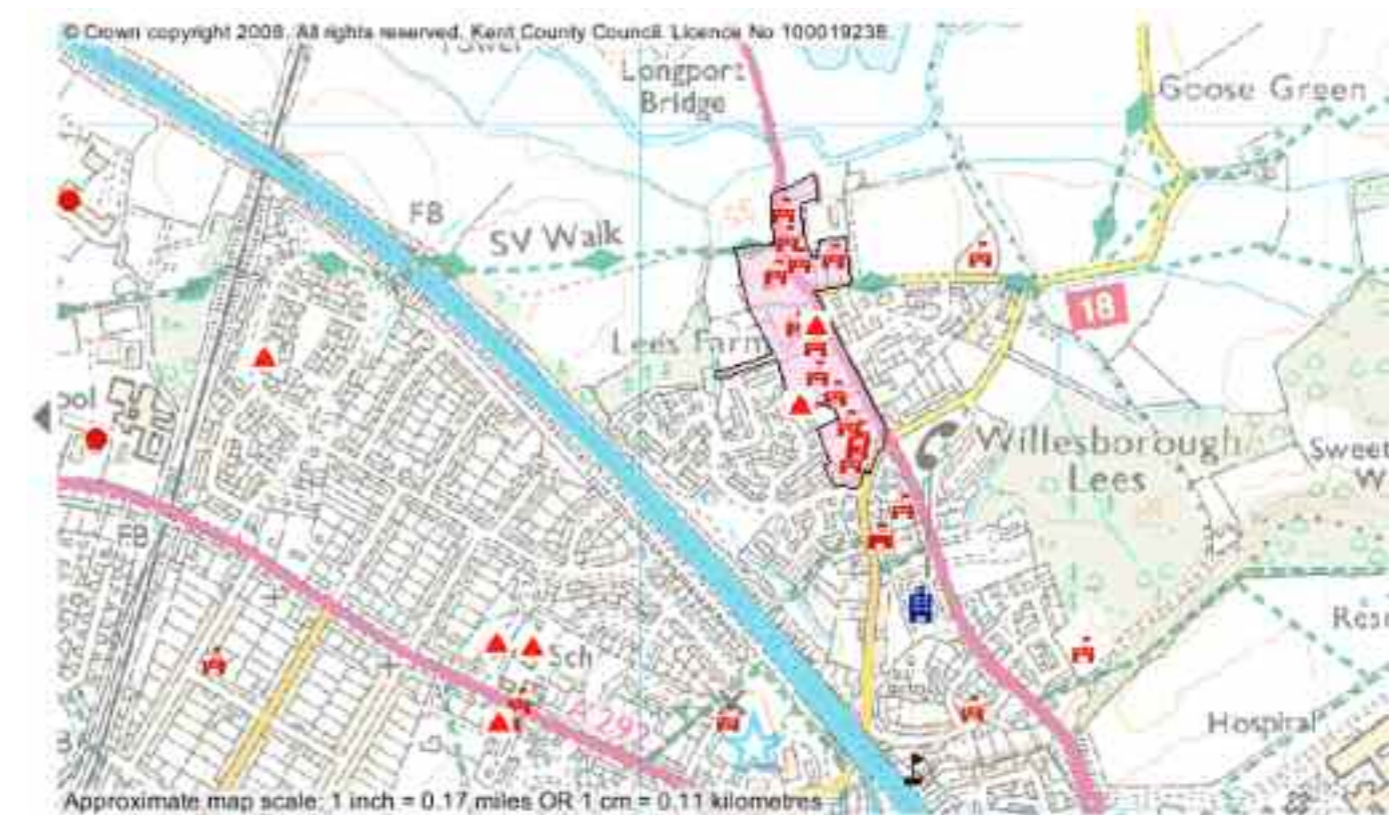 © Crown copyright 2008. All rights reserved. Kent County Council. Licence No 100019238
Longport
Bridge
Goose Green
FB
SV Walk
18
Lees Farm
ool
Willesborough
Lees
Sweet
W
FB
Sch
A 292
Hospital
Approximate map scale: 1 inch = 0.17 miles OR 1 cm = 0.11 kilometres